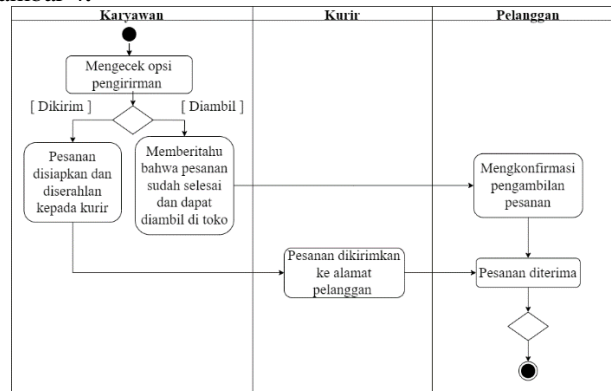 Karyawan
Kurir
Pelanggan
Mengecek opsi
pengirirman
[ Dikirim ]
[ Diambil ]
Pesanan
disiapkan dan
diserahlan
kepada kurir
Memberitahu
bahwa pesanan
sudah selesai
dan dapat
diambil di toko
Mengkonfirmasi
pengambilan
pesanan
Pesanan dikirimkan
ke alamat
pelanggan
Pesanan diterima